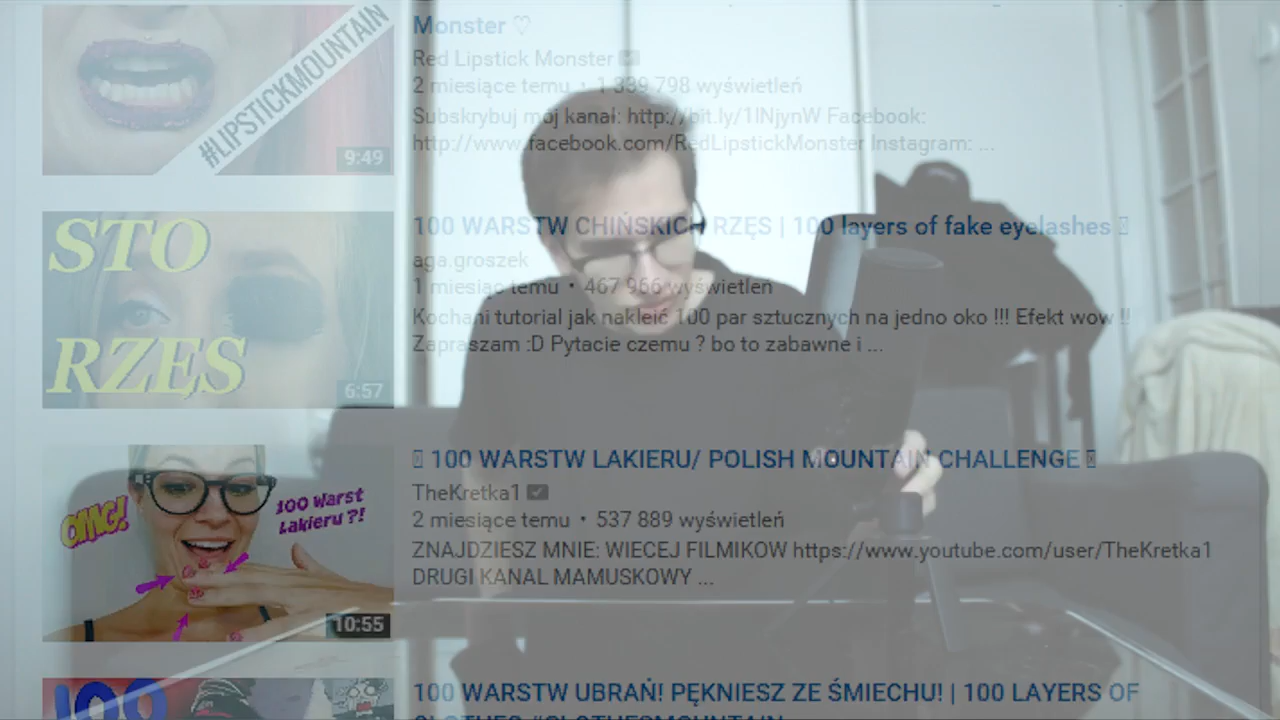 Monster ♡
Red Lipstick Monster
2 miesiące temu • 1 339 798 wyświetleń
Subskrybuj mój kanał: http://bit.ly/1lNjynW Facebook:
http://www.facebook.com/RedLipstickMonster Instagram: ...
#LIPSTICKMOUNTAIN
9:49
STO
RZĘS
6:57
100 WARSTW CHIŃSKICH RZĘS | 100 layers of fake eyelashes
aga.groszek
1 miesiąc temu • 467 966 wyświetleń
Kochani tutorial jak nakleić 100 par sztucznych na jedno oko !!! Efekt wow !!
Zapraszam :D Pytacie czemu ? bo to zabawne i ...
OMG!
100 Warst
Lakieru ?!
10:55
100 WARSTW LAKIERU/ POLISH MOUNTAIN CHALLENGE
TheKretka1
2 miesiące temu • 537 889 wyświetleń
ZNAJDZIESZ MNIE: WIECEJ FILMIKOW https://www.youtube.com/user/TheKretka1
DRUGI KANAL MAMUSKOWY ...
100
100 WARSTW UBRAŃ! PĘKNIESZ ZE ŚMIECHU! | 100 LAYERS OF
CLOTHES #CLOTHESMOUNTAIN